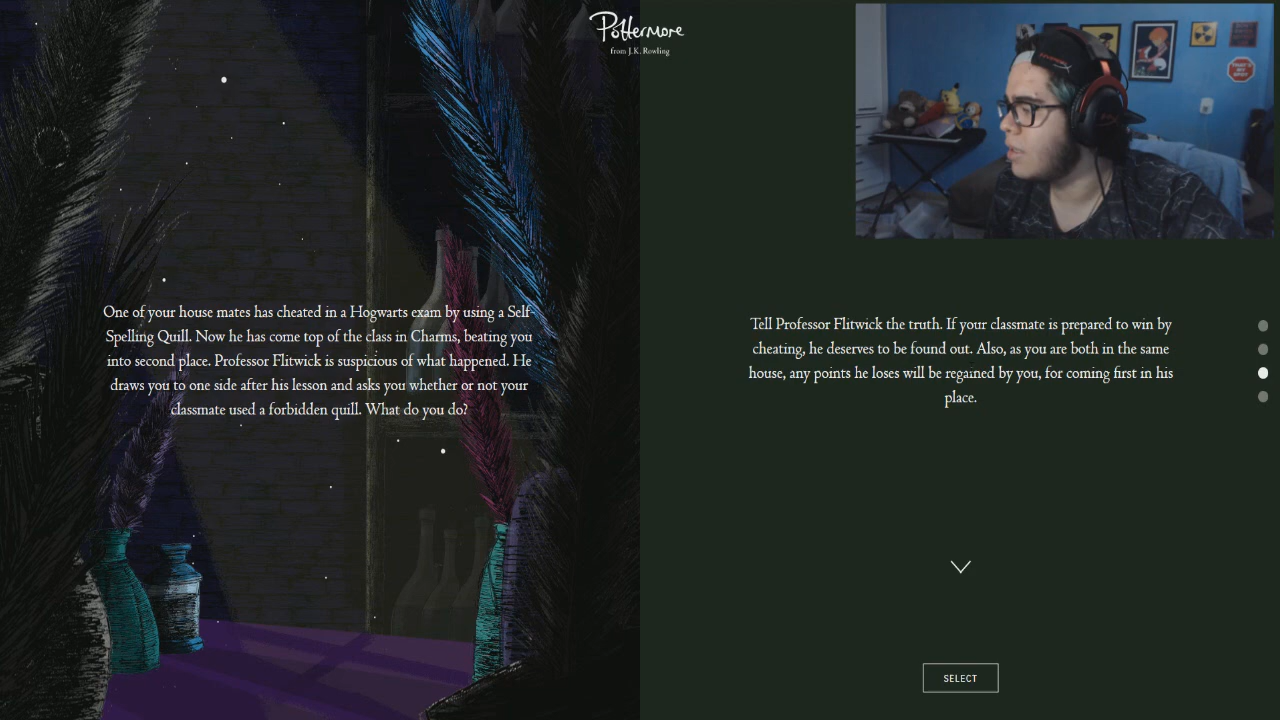 Pottermore
from J.K. Rowling
One of your house mates has cheated in a Hogwarts exam by using a Self-
Spelling Quill. Now he has come top of the class in Charms, beating you
into second place. Professor Flitwick is suspicious of what happened. He
draws you to one side after his lesson and asks you whether or not your
classmate used a forbidden quill. What do you do?
Tell Professor Flitwick the truth. If your classmate is prepared to win by
cheating, he deserves to be found out. Also, as you are both in the same
house, any points he loses will be regained by you, for coming first in his
place.
SELECT
THAT'S
MY
SPOT